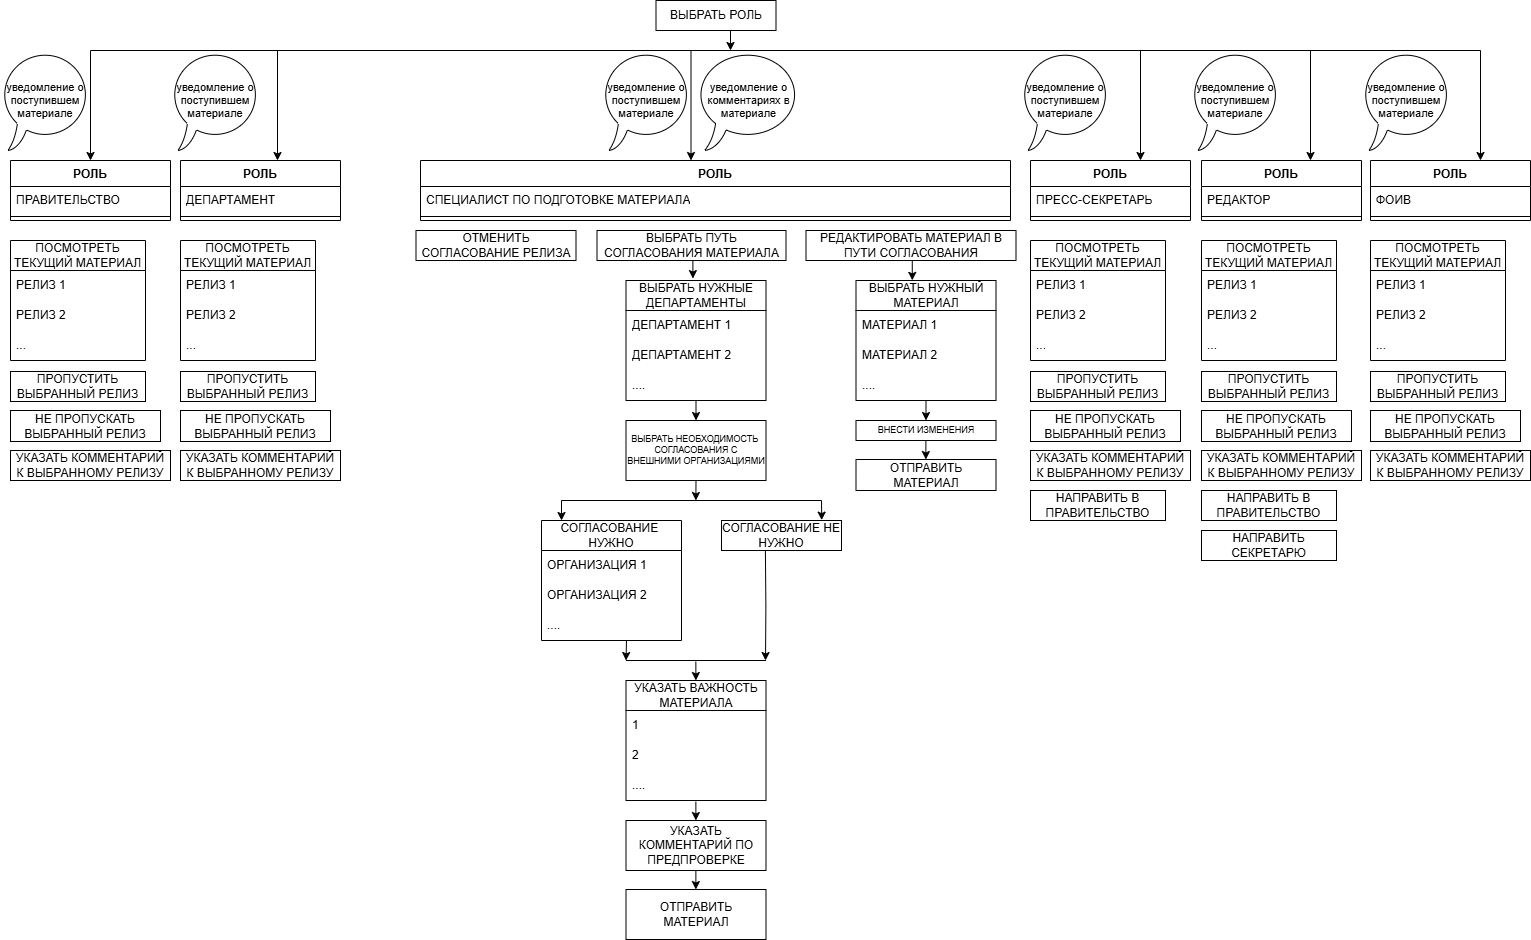 ВЫБРАТЬ РОЛЬ
уведомление о
поступившем
материале
уведомление о
поступившем
материале
уведомление о
поступившем
материале
уведомление о
комментариях в
материале
уведомление о
поступившем
материале
уведомление о
поступившем
материале
уведомление о
поступившем
материале
РОЛЬ
ПРАВИТЕЛЬСТВО
ПОСМОТРЕТЬ
ТЕКУЩИЙ МАТЕРИАЛ
РЕЛИЗ 1
РЕЛИЗ 2
...
ПРОПУСТИТЬ
ВЫБРАННЫЙ РЕЛИЗ
НЕ ПРОПУСКАТЬ
ВЫБРАННЫЙ РЕЛИЗ
УКАЗАТЬ КОММЕНТАРИЙ
К ВЫБРАННОМУ РЕЛИЗУ
РОЛЬ
ДЕПАРТАМЕНТ
ПОСМОТРЕТЬ
ТЕКУЩИЙ МАТЕРИАЛ
РЕЛИЗ 1
РЕЛИЗ 2
...
ПРОПУСТИТЬ
ВЫБРАННЫЙ РЕЛИЗ
НЕ ПРОПУСКАТЬ
ВЫБРАННЫЙ РЕЛИЗ
УКАЗАТЬ КОММЕНТАРИЙ
К ВЫБРАННОМУ РЕЛИЗУ
РОЛЬ
СПЕЦИАЛИСТ ПО ПОДГОТОВКЕ МАТЕРИАЛА
ОТМЕНИТЬ
СОГЛАСОВАНИЕ РЕЛИЗА
ВЫБРАТЬ ПУТЬ
СОГЛАСОВАНИЯ МАТЕРИАЛА
ВЫБРАТЬ НУЖНЫЕ
ДЕПАРТАМЕНТЫ
ДЕПАРТАМЕНТ 1
ДЕПАРТАМЕНТ 2
....
ВЫБРАТЬ НЕОБХОДИМОСТЬ
СОГЛАСОВАНИЯ С
ВНЕШНИМИ ОРГАНИЗАЦИЯМИ
СОГЛАСОВАНИЕ
НУЖНО
ОРГАНИЗАЦИЯ 1
ОРГАНИЗАЦИЯ 2
....
СОГЛАСОВАНИЕ НЕ
НУЖНО
УКАЗАТЬ ВАЖНОСТЬ
МАТЕРИАЛА
1
2
....
УКАЗАТЬ
КОММЕНТАРИЙ ПО
ПРЕДПРОВЕРКЕ
ОТПРАВИТЬ
МАТЕРИАЛ
РЕДАКТИРОВАТЬ МАТЕРИАЛ В
ПУТИ СОГЛАСОВАНИЯ
ВЫБРАТЬ НУЖНЫЙ
МАТЕРИАЛ
МАТЕРИАЛ 1
МАТЕРИАЛ 2
....
ВНЕСТИ ИЗМЕНЕНИЯ
ОТПРАВИТЬ
МАТЕРИАЛ
РОЛЬ
ПРЕСС-СЕКРЕТАРЬ
ПОСМОТРЕТЬ
ТЕКУЩИЙ МАТЕРИАЛ
РЕЛИЗ 1
РЕЛИЗ 2
...
ПРОПУСТИТЬ
ВЫБРАННЫЙ РЕЛИЗ
НЕ ПРОПУСКАТЬ
ВЫБРАННЫЙ РЕЛИЗ
УКАЗАТЬ КОММЕНТАРИЙ
К ВЫБРАННОМУ РЕЛИЗУ
НАПРАВИТЬ В
ПРАВИТЕЛЬСТВО
РОЛЬ
РЕДАКТОР
ПОСМОТРЕТЬ
ТЕКУЩИЙ МАТЕРИАЛ
РЕЛИЗ 1
РЕЛИЗ 2
...
ПРОПУСТИТЬ
ВЫБРАННЫЙ РЕЛИЗ
НЕ ПРОПУСКАТЬ
ВЫБРАННЫЙ РЕЛИЗ
УКАЗАТЬ КОММЕНТАРИЙ
К ВЫБРАННОМУ РЕЛИЗУ
НАПРАВИТЬ В
ПРАВИТЕЛЬСТВО
НАПРАВИТЬ
СЕКРЕТАРЮ
РОЛЬ
ФОИВ
ПОСМОТРЕТЬ
ТЕКУЩИЙ МАТЕРИАЛ
РЕЛИЗ 1
РЕЛИЗ 2
...
ПРОПУСТИТЬ
ВЫБРАННЫЙ РЕЛИЗ
НЕ ПРОПУСКАТЬ
ВЫБРАННЫЙ РЕЛИЗ
УКАЗАТЬ КОММЕНТАРИЙ
К ВЫБРАННОМУ РЕЛИЗУ